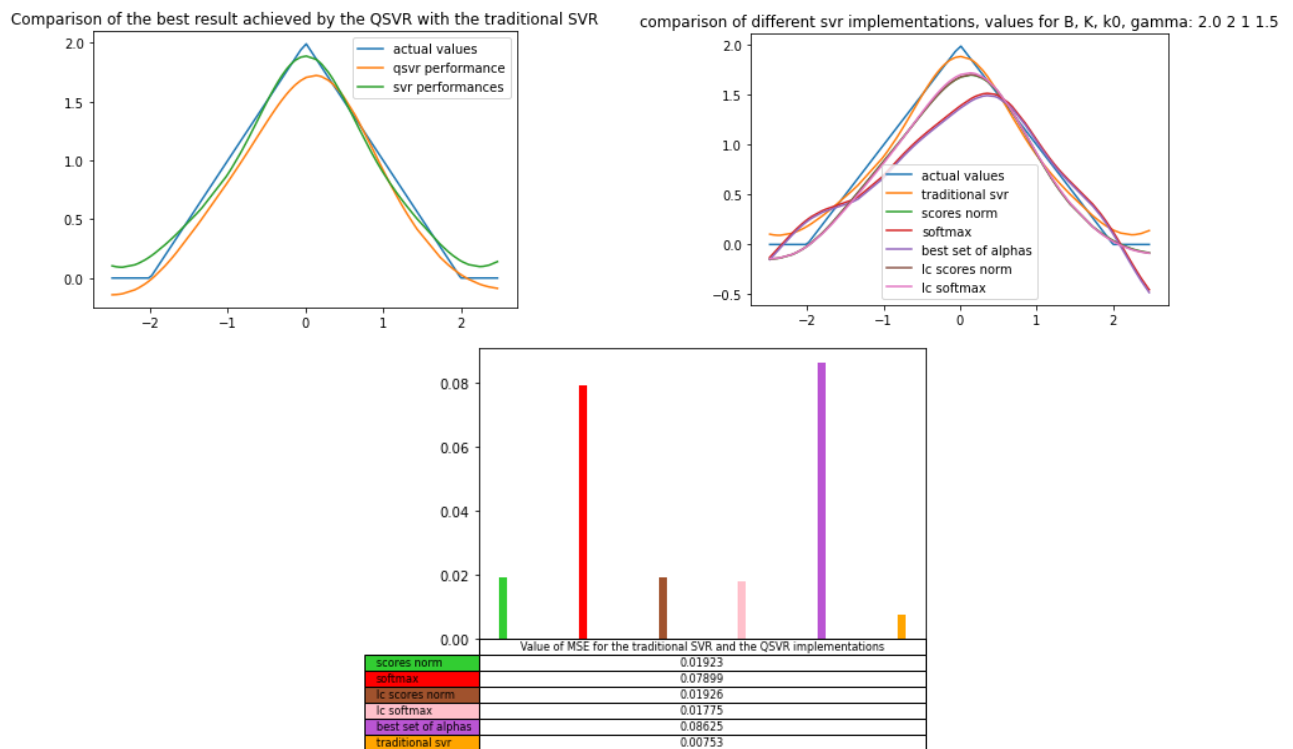 Comparison of the best result achieved by the QSVR with the traditional SVR
2.0
1.5
1.0
0.5
0.0
−2
−1
0
1
2
actual values
qsvr performance
svr performances
comparison of different svr implementations, values for B, K, k0, gamma: 2.0 2 1 1.5
2.0
1.5
1.0
0.5
0.0
−0.5
−2
−1
0
1
2
actual values
traditional svr
scores norm
softmax
best set of alphas
lc scores norm
lc softmax
0.08
0.06
0.04
0.02
0.00
Value of MSE for the traditional SVR and the QSVR implementations
scores norm 0.01923
softmax 0.07899
lc scores norm 0.01926
lc softmax 0.01775
best set of alphas 0.08625
traditional svr 0.00753